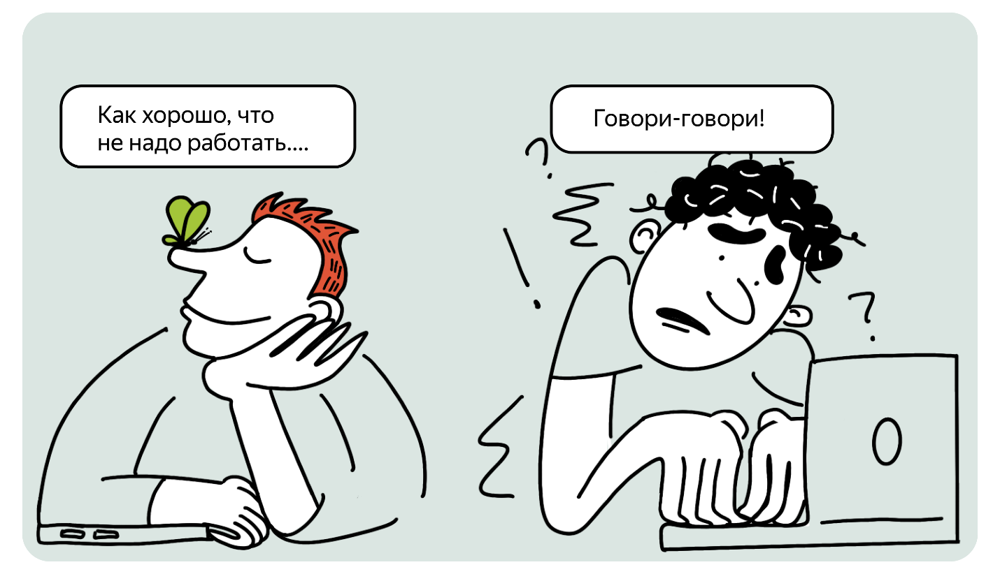 Как хорошо, что
не надо работать....
Говори-говори!
?
!
?